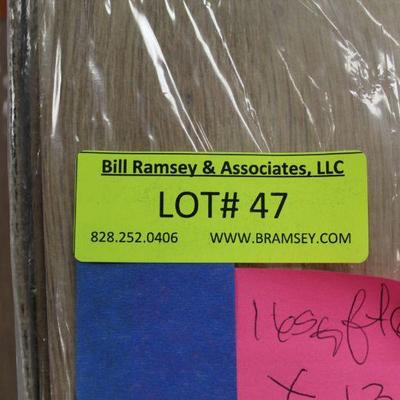 Bill Ramsey & Associates, LLC
LOT# 47
828.252.0406 WWW.BRAMSEY.COM